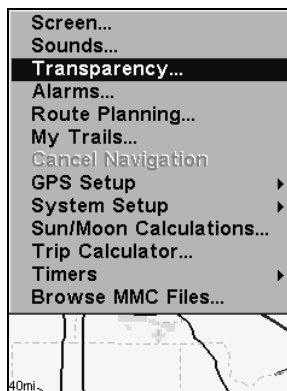 Screen...
Sounds...
Transparency...
Alarms...
Route Planning...
My Trails...
Cancel Navigation
GPS Setup
System Setup
Sun/Moon Calculations...
Trip Calculator...
Timers
Browse MMC Files...
40mi